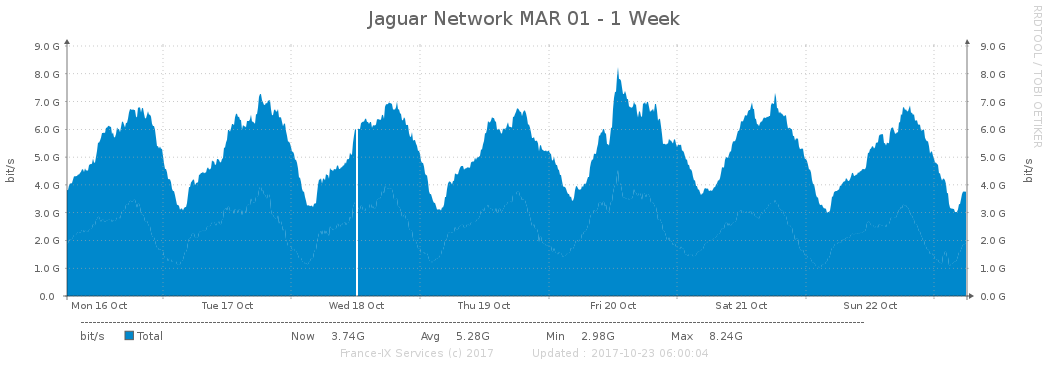 Jaguar Network MAR 01 - 1 Week
RRDTOOL / TOBI OETIKER
bit/s
9.0 G
8.0 G
7.0 G
6.0 G
5.0 G
4.0 G
3.0 G
2.0 G
1.0 G
0.0
9.0 G
8.0 G
7.0 G
6.0 G
5.0 G
4.0 G
3.0 G
2.0 G
1.0 G
0.0 G
bit/s
Mon 16 Oct Tue 17 Oct Wed 18 Oct Thu 19 Oct Fri 20 Oct Sat 21 Oct Sun 22 Oct
bit/s Total Now 3.74G Avg 5.28G Min 2.98G Max 8.24G
France-IX Services (c) 2017 Updated : 2017-10-23 06:00:04